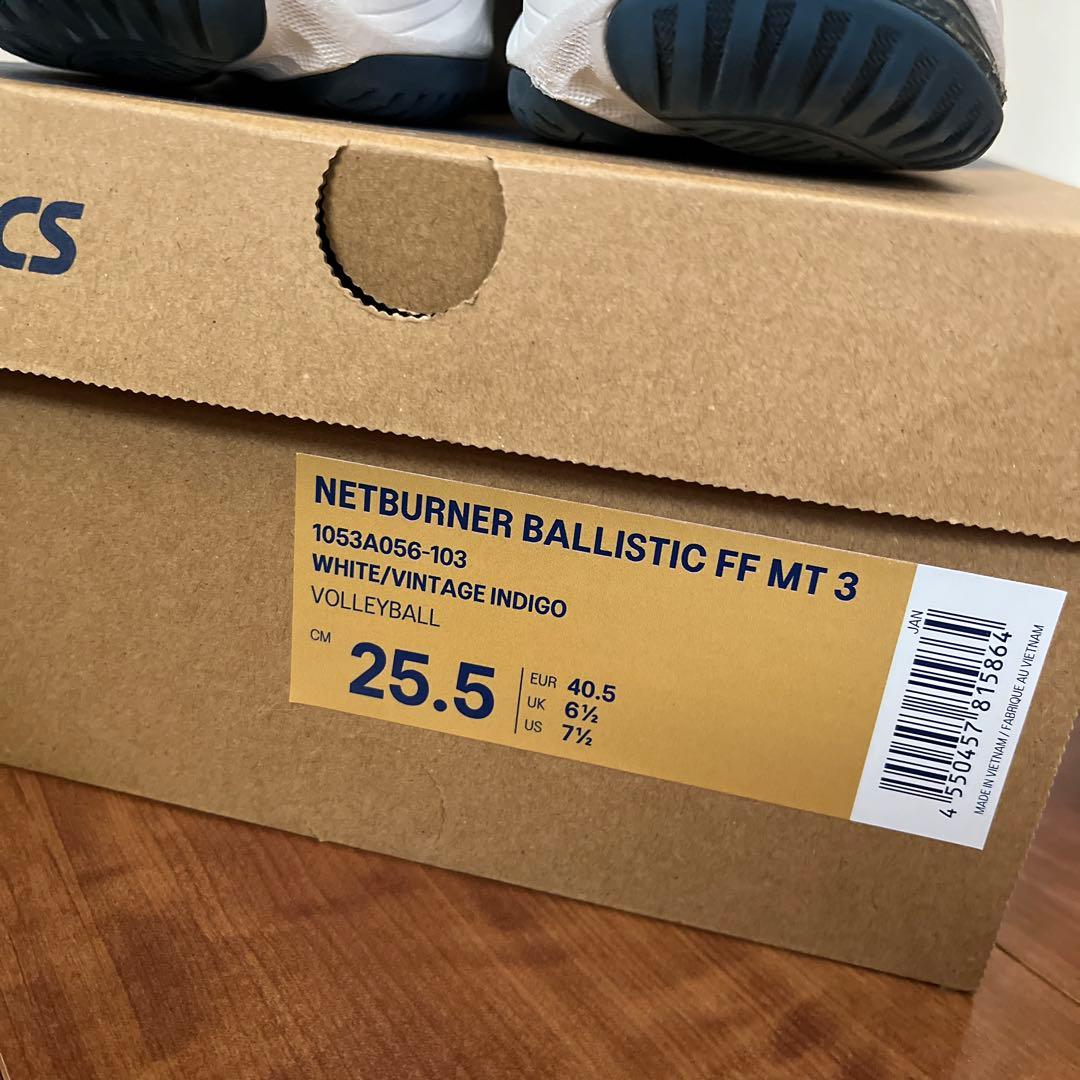 CS
NETBURNER BALLISTIC FF MT 3
1053A056-103
WHITE/VINTAGE INDIGO
VOLLEYBALL
CM 25.5
EUR 40.5
UK 6½
US 7½
JAN
4 550457 815864
MADE IN VIETNAM / FABRIQUE AU VIETNAM